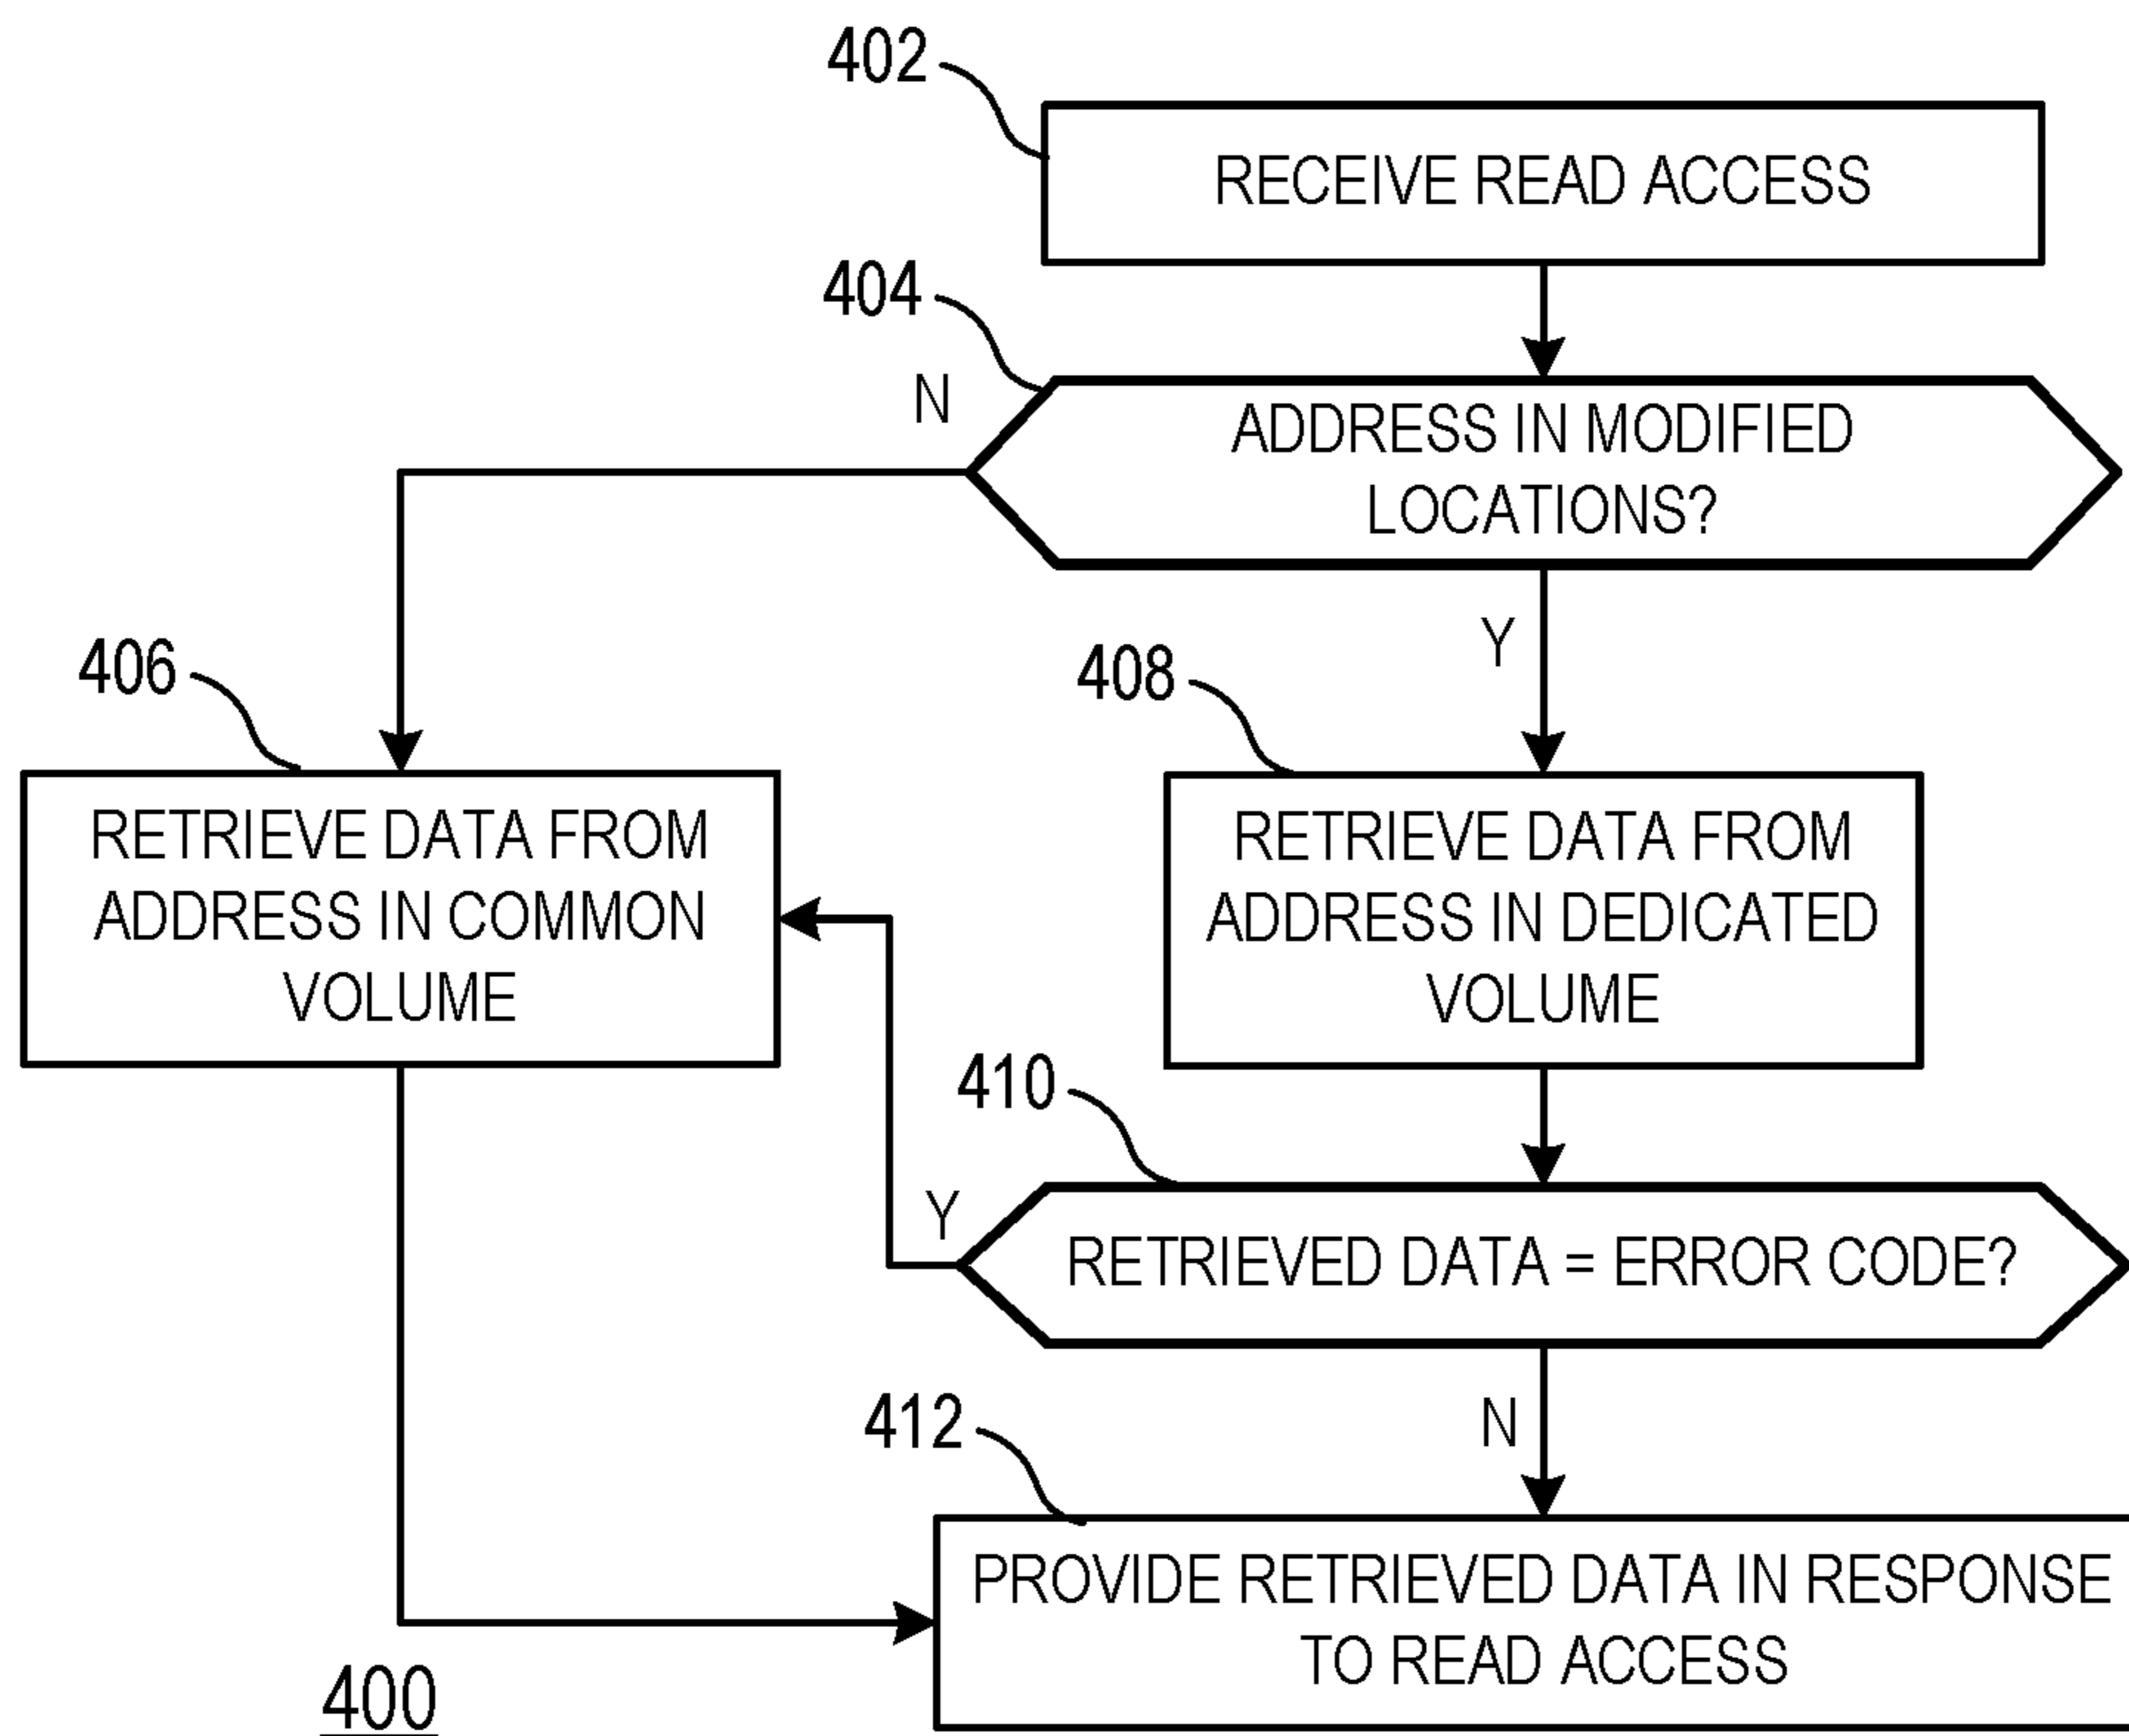 402
RECEIVE READ ACCESS
404
N
ADDRESS IN MODIFIED
LOCATIONS?
Y
406
408
RETRIEVE DATA FROM
ADDRESS IN COMMON
VOLUME
RETRIEVE DATA FROM
ADDRESS IN DEDICATED
VOLUME
410
Y
RETRIEVED DATA = ERROR CODE?
N
412
PROVIDE RETRIEVED DATA IN RESPONSE
TO READ ACCESS
400